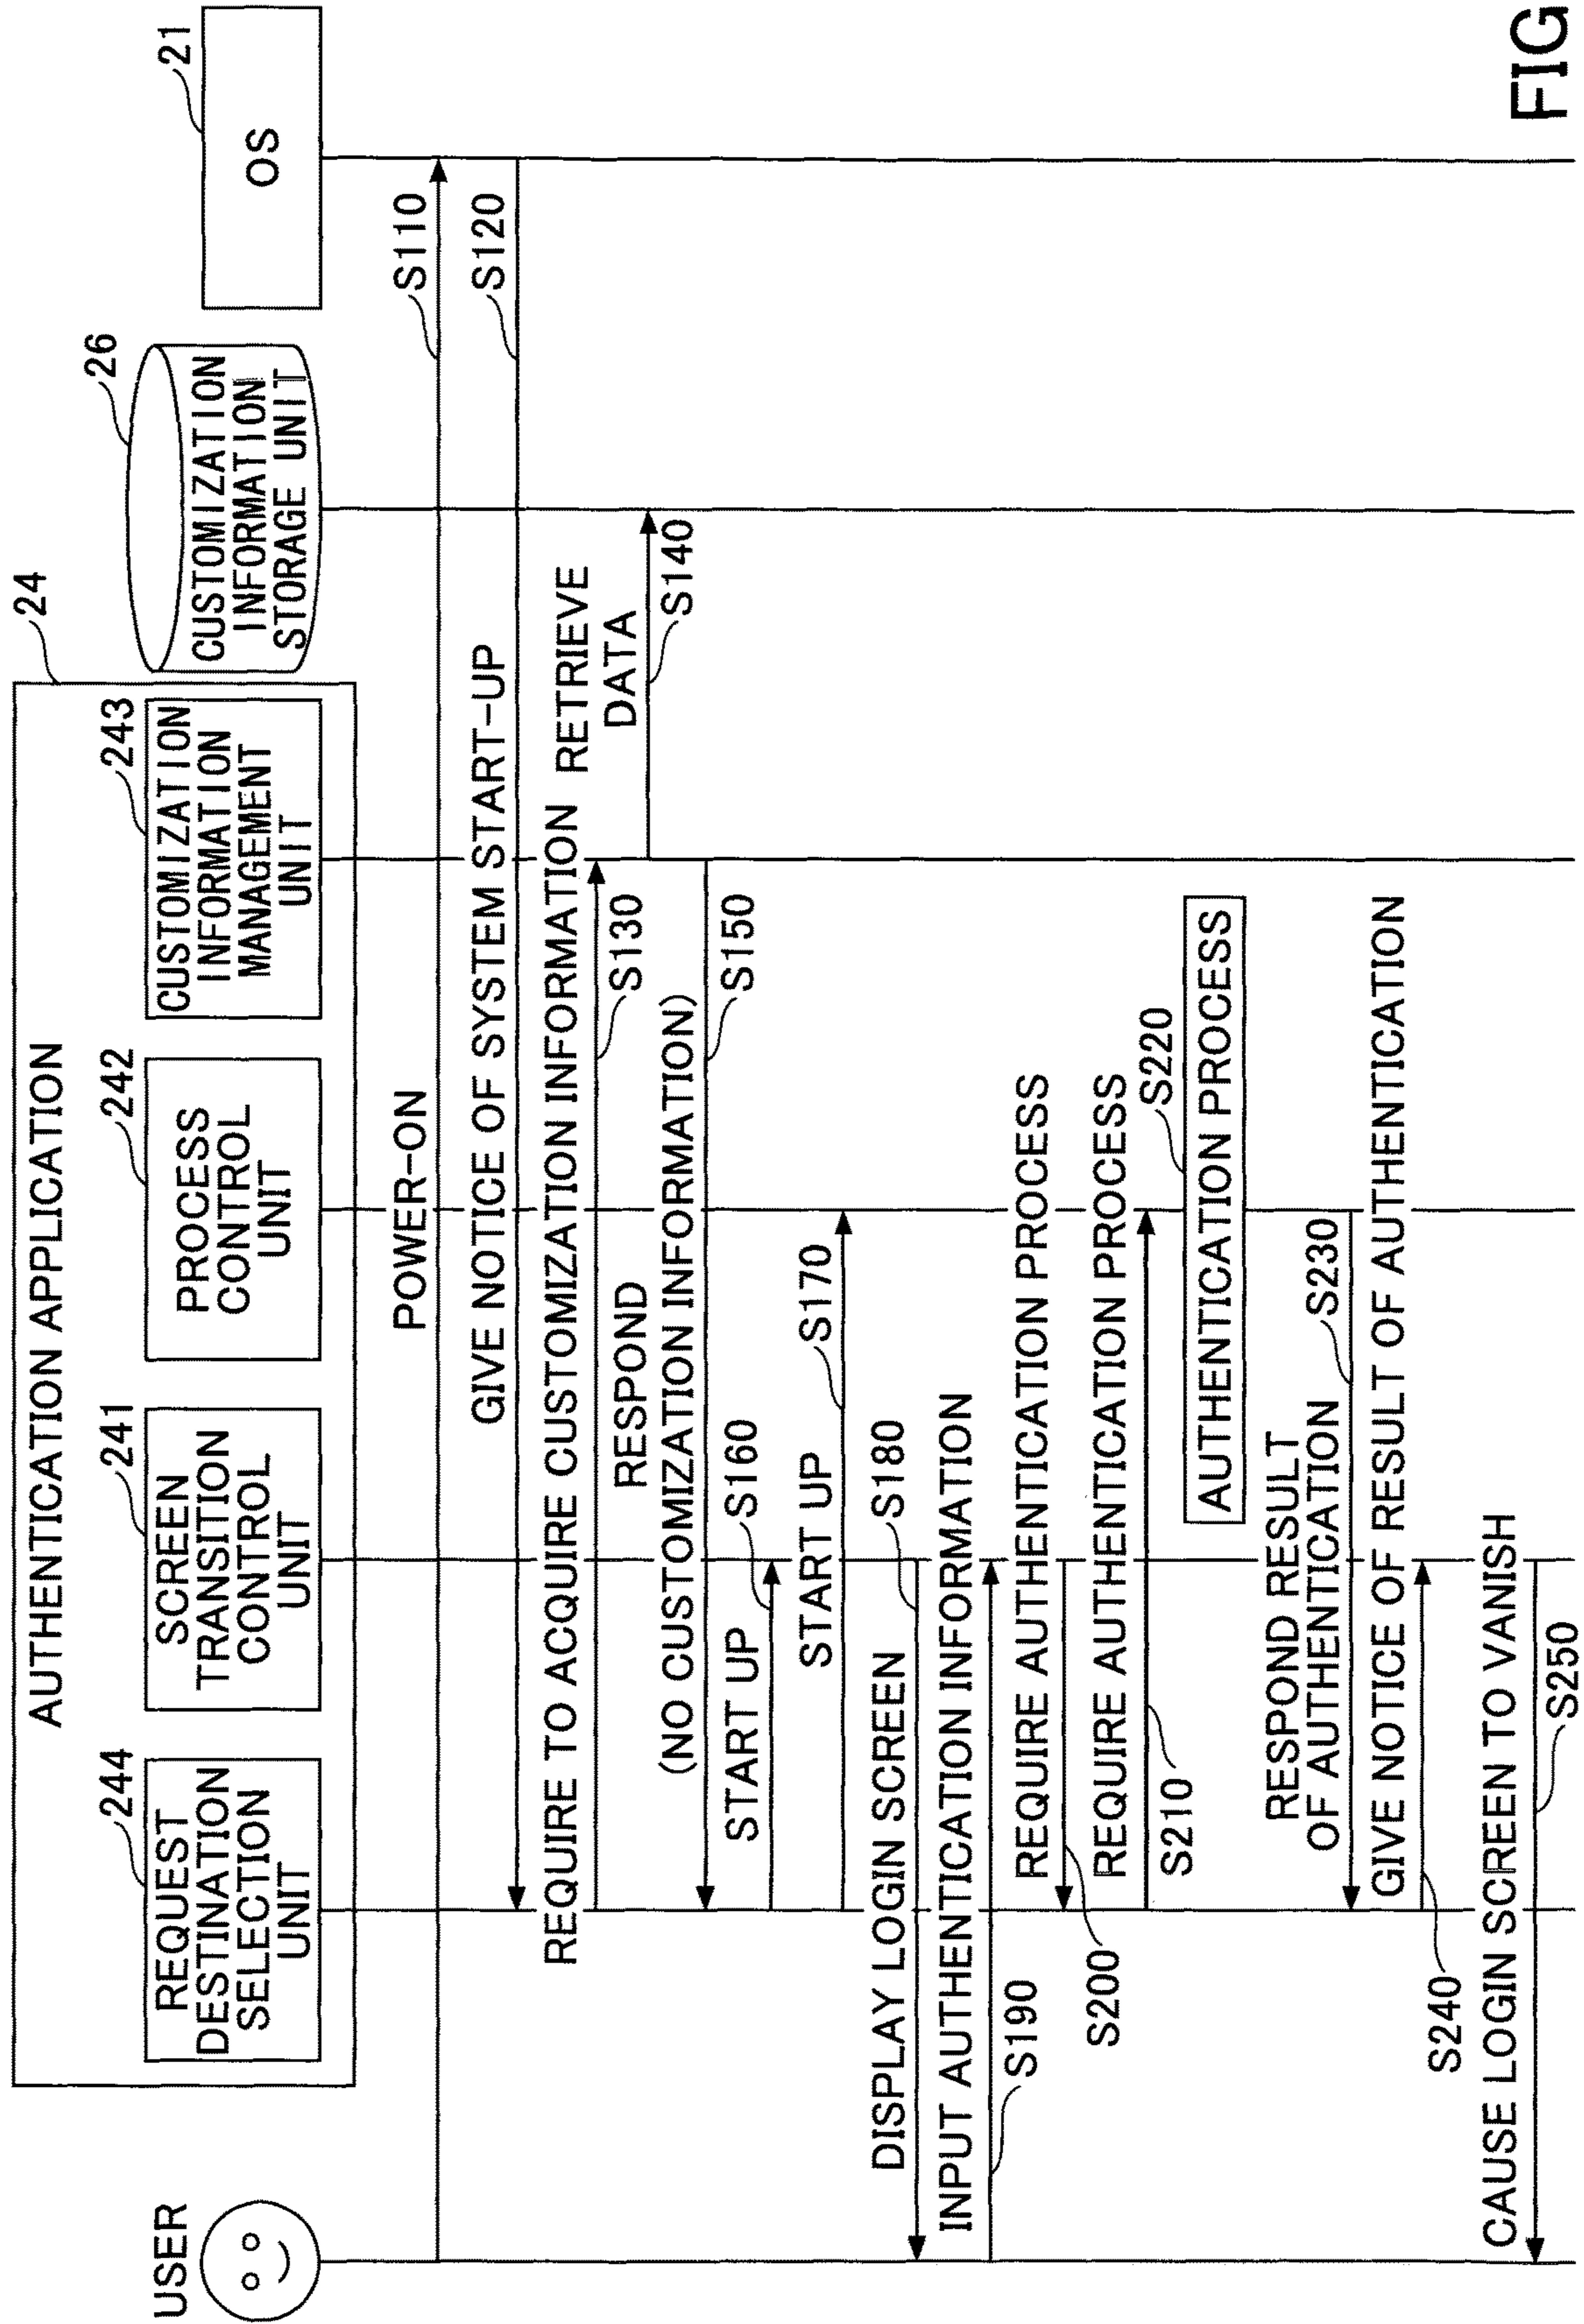 USER
AUTHENTICATION APPLICATION
24
244
REQUEST
DESTINATION
SELECTION
UNIT
241
SCREEN
TRANSITION
CONTROL
UNIT
242
PROCESS
CONTROL
UNIT
243
CUSTOMIZATION
INFORMATION
MANAGEMENT
UNIT
26
CUSTOMIZATION
INFORMATION
STORAGE UNIT
21
OS
POWER-ON
S110
GIVE NOTICE OF SYSTEM START-UP
S120
REQUIRE TO ACQUIRE CUSTOMIZATION INFORMATION
S130
RETRIEVE
DATA
S140
RESPOND
(NO CUSTOMIZATION INFORMATION)
S150
START UP
S160
START UP
S170
DISPLAY LOGIN SCREEN
S180
INPUT AUTHENTICATION INFORMATION
S190
REQUIRE AUTHENTICATION PROCESS
S200
REQUIRE AUTHENTICATION PROCESS
S210
S220
AUTHENTICATION PROCESS
RESPOND RESULT
OF AUTHENTICATION
S230
GIVE NOTICE OF RESULT OF AUTHENTICATION
S240
CAUSE LOGIN SCREEN TO VANISH
S250
FIG